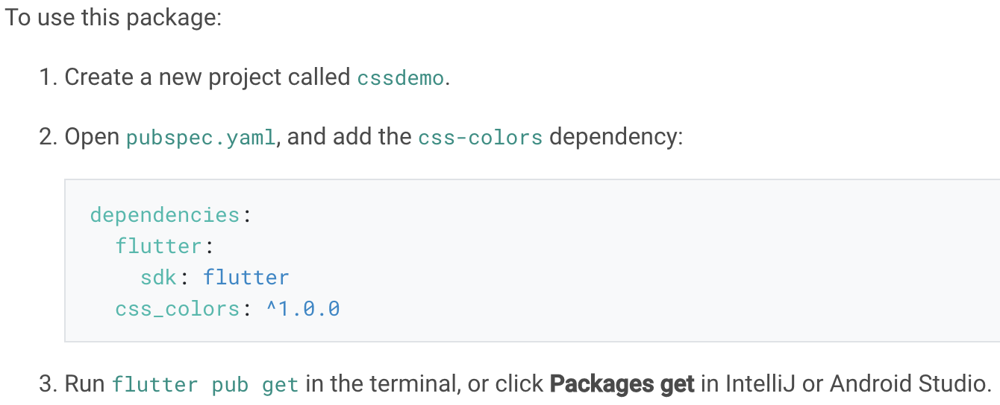 To use this package:
1. Create a new project called cssdemo.
2. Open pubspec.yaml, and add the css-colors dependency:
dependencies:
  flutter:
    sdk: flutter
  css_colors: ^1.0.0
3. Run flutter pub get in the terminal, or click Packages get in IntelliJ or Android Studio.